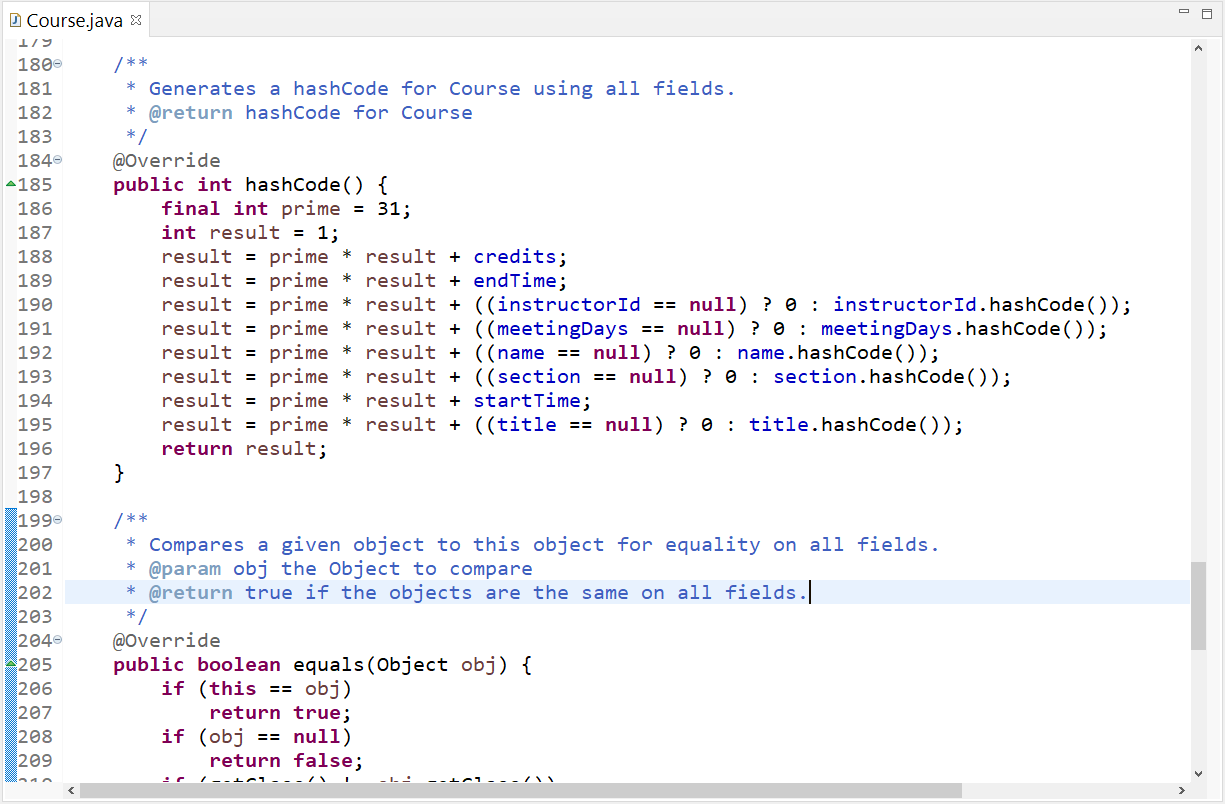 Course.java
179
180 /**
181 * Generates a hashCode for Course using all fields.
182 * @return hashCode for Course
183 */
184 @Override
185 public int hashCode() {
186 final int prime = 31;
187 int result = 1;
188 result = prime * result + credits;
189 result = prime * result + endTime;
190 result = prime * result + ((instructorId == null) ? 0 : instructorId.hashCode());
191 result = prime * result + ((meetingDays == null) ? 0 : meetingDays.hashCode());
192 result = prime * result + ((name == null) ? 0 : name.hashCode());
193 result = prime * result + ((section == null) ? 0 : section.hashCode());
194 result = prime * result + startTime;
195 result = prime * result + ((title == null) ? 0 : title.hashCode());
196 return result;
197 }
198
199 /**
200 * Compares a given object to this object for equality on all fields.
201 * @param obj the Object to compare
202 * @return true if the objects are the same on all fields.
203 */
204 @Override
205 public boolean equals(Object obj) {
206 if (this == obj)
207 return true;
208 if (obj == null)
209 return false;